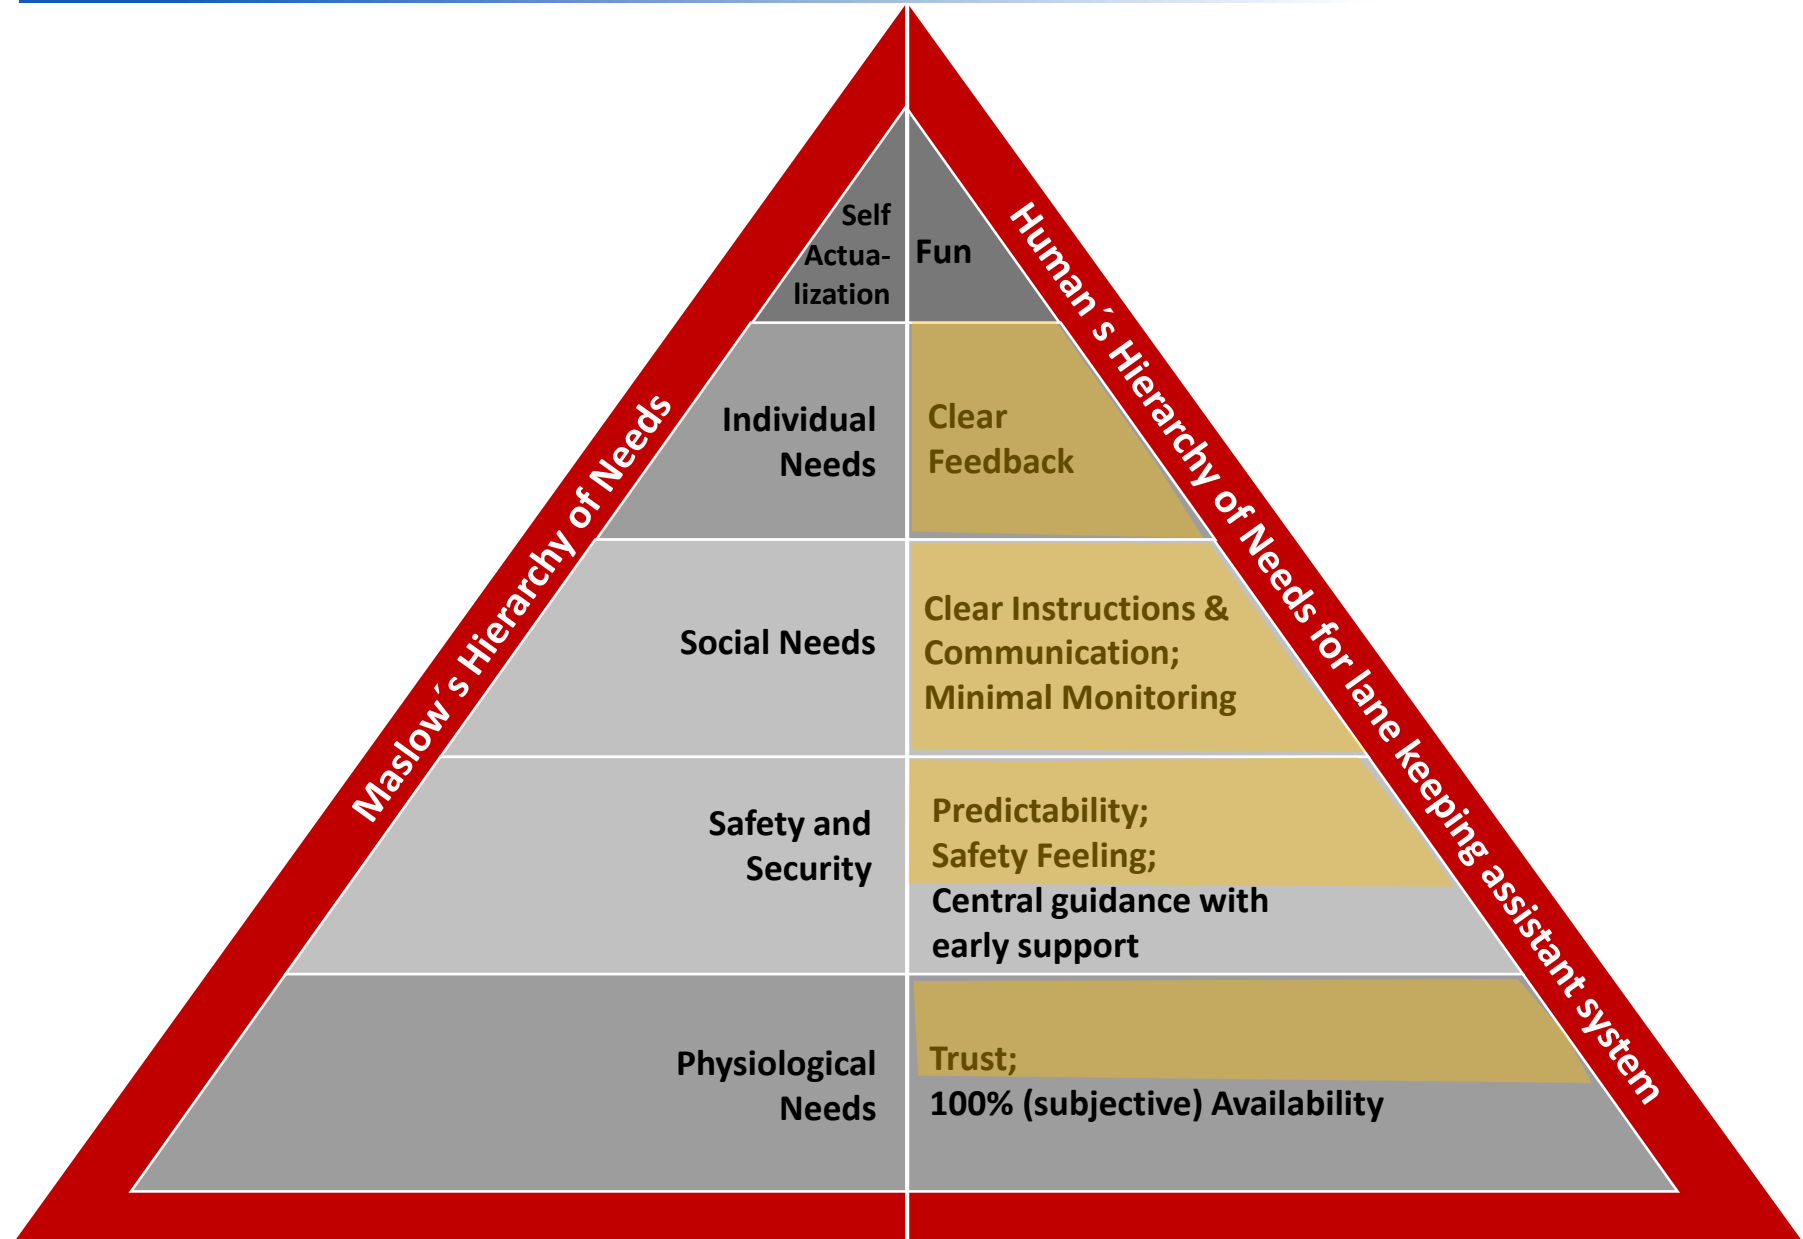 Maslow´s Hierarchy of Needs
Human´s Hierarchy of Needs for lane keeping assistant system
Self
Actua-
lization
Fun
Individual
Needs
Clear
Feedback
Social Needs
Clear Instructions &
Communication;
Minimal Monitoring
Safety and
Security
Predictability;
Safety Feeling;
Central guidance with
early support
Physiological
Needs
Trust;
100% (subjective) Availability